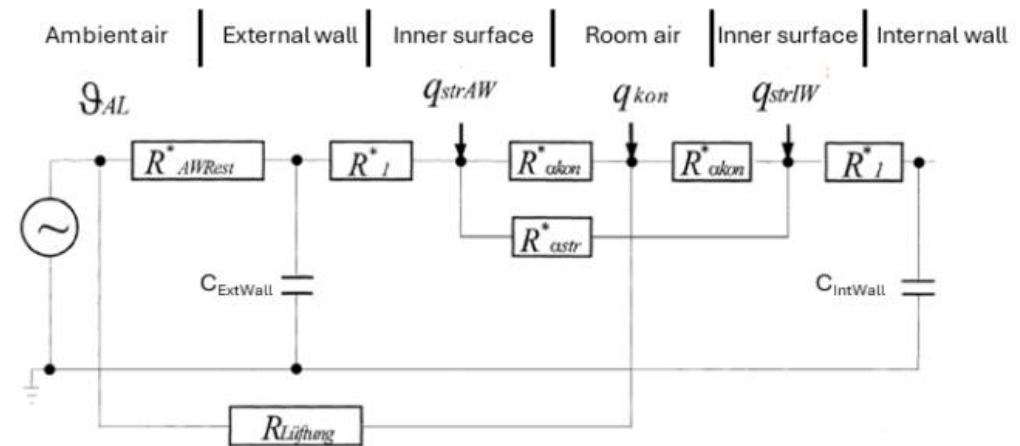 Ambient air External wall Inner surface Room air Inner surface Internal wall
ϑAL
qstrAW
qkon
qstrIW
R*AWRest
R*1
R*αkon
R*αkon
R*1
R*αstr
CExtWall
CIntWall
RLüftung